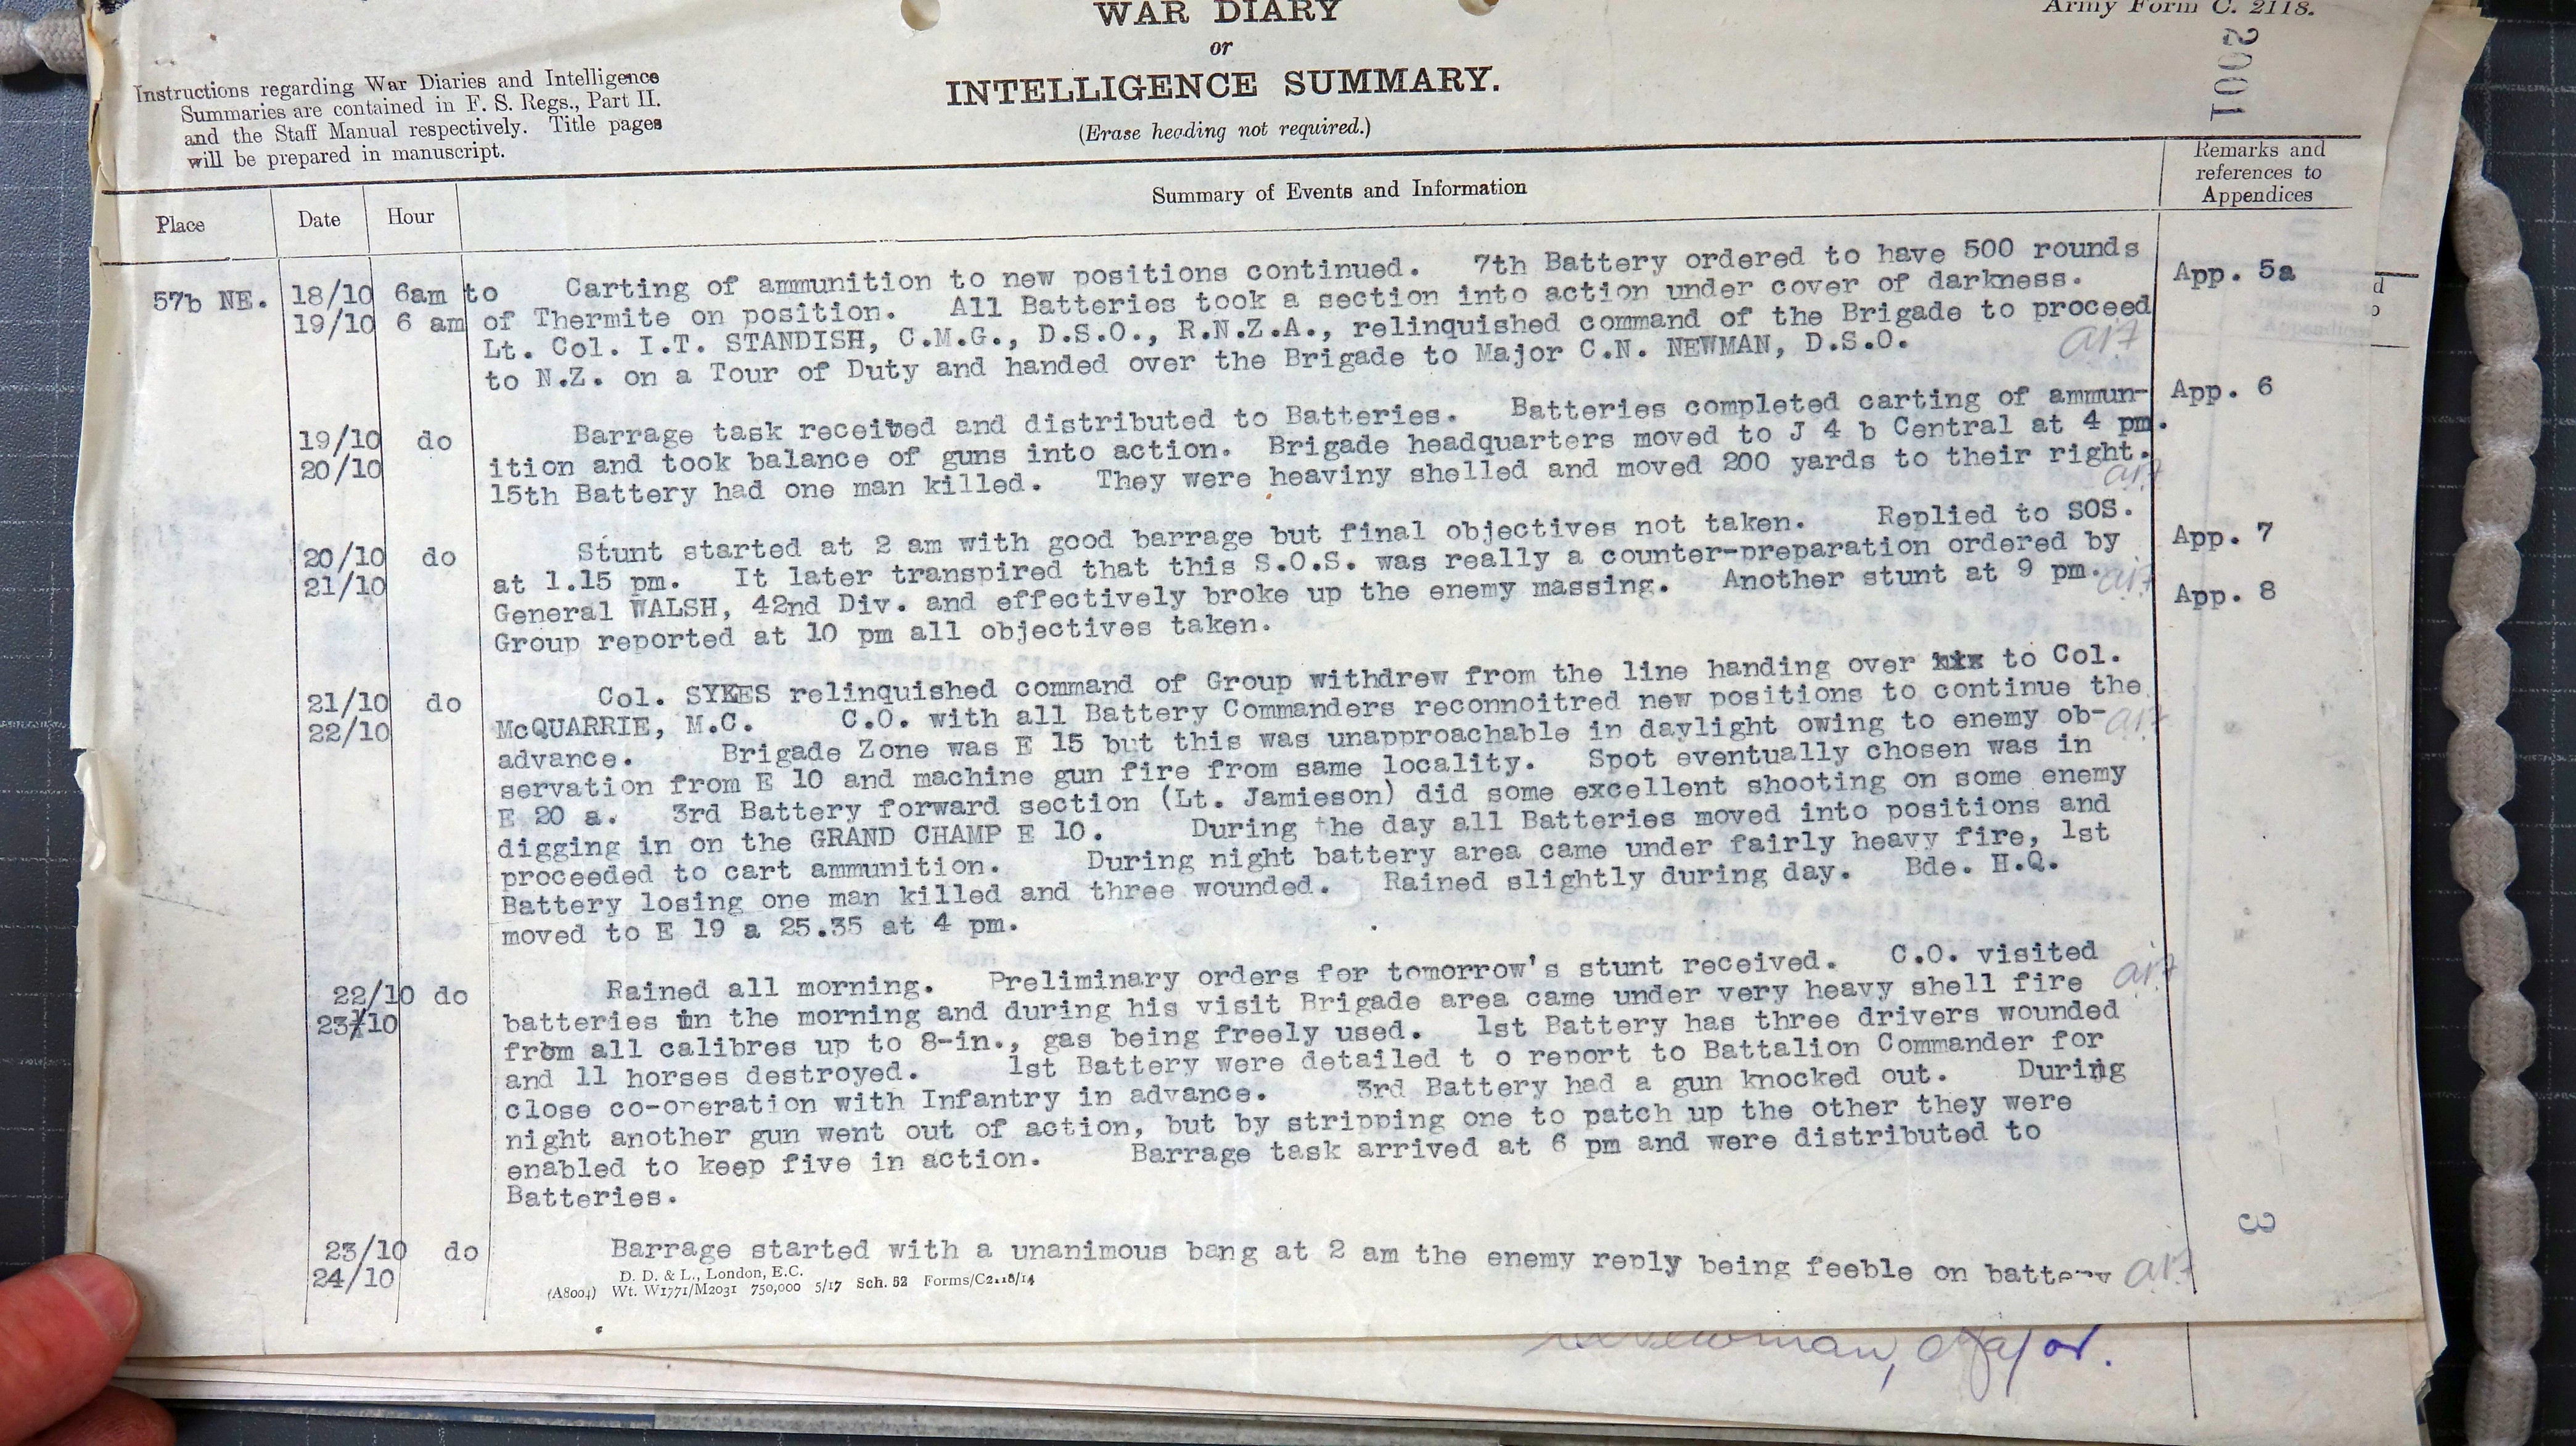 WAR DIARY
or
INTELLIGENCE SUMMARY.
(Erase heading not required.)
Army Form C. 2118.
1002
Instructions regarding War Diaries and Intelligence
Summaries are contained in F. S. Regs., Part II.
and the Staff Manual respectively. Title pages
will be prepared in manuscript.
Place Date Hour Summary of Events and Information Remarks and references to Appendices
57b NE. 18/10 6am to Carting of ammunition to new positions continued. 7th Battery ordered to have 500 rounds App. 5a
19/10 6 am of Thermite on position. All Batteries took a section into action under cover of darkness.
Lt. Col. I.T. STANDISH, C.M.G., D.S.O., R.N.Z.A., relinquished command of the Brigade to proceed
to N.Z. on a Tour of Duty and handed over the Brigade to Major C.N. NEWMAN, D.S.O.
19/10 do Barrage task received and distributed to Batteries. Batteries completed carting of ammun- App. 6
20/10 ition and took balance of guns into action. Brigade headquarters moved to J 4 b Central at 4 pm.
15th Battery had one man killed. They were heaviny shelled and moved 200 yards to their right.
20/10 do Stunt started at 2 am with good barrage but final objectives not taken. Replied to SOS. App. 7
21/10 at 1.15 pm. It later transpired that this S.O.S. was really a counter-preparation ordered by
General WALSH, 42nd Div. and effectively broke up the enemy massing. Another stunt at 9 pm. App. 8
Group reported at 10 pm all objectives taken.
21/10 do Col. SYKES relinquished command of Group withdrew from the line handing over to Col.
22/10 McQUARRIE, M.C. C.O. with all Battery Commanders reconnoitred new positions to continue the
advance. Brigade Zone was E 15 but this was unapproachable in daylight owing to enemy ob-
servation from E 10 and machine gun fire from same locality. Spot eventually chosen was in
E 20 a. 3rd Battery forward section (Lt. Jamieson) did some excellent shooting on some enemy
digging in on the GRAND CHAMP E 10. During the day all Batteries moved into positions and
proceeded to cart ammunition. During night battery area came under fairly heavy fire, 1st
Battery losing one man killed and three wounded. Rained slightly during day. Bde. H.Q.
moved to E 19 a 25.35 at 4 pm.
22/10 do Rained all morning. Preliminary orders for tomorrow's stunt received. C.O. visited
23/10 batteries in the morning and during his visit Brigade area came under very heavy shell fire
from all calibres up to 8-in., gas being freely used. 1st Battery has three drivers wounded
and 11 horses destroyed. 1st Battery were detailed t o report to Battalion Commander for
close co-operation with Infantry in advance. 3rd Battery had a gun knocked out. During
night another gun went out of action, but by stripping one to patch up the other they were
enabled to keep five in action. Barrage task arrived at 6 pm and were distributed to
Batteries.
3
23/10 do Barrage started with a unanimous bang at 2 am the enemy reply being feeble on battery
24/10
D. D. & L., London, E.C.
(A8004) Wt. W1771/M2031 750,000 5/17 Sch. 52 Forms/C2118/14
Newman, Major.